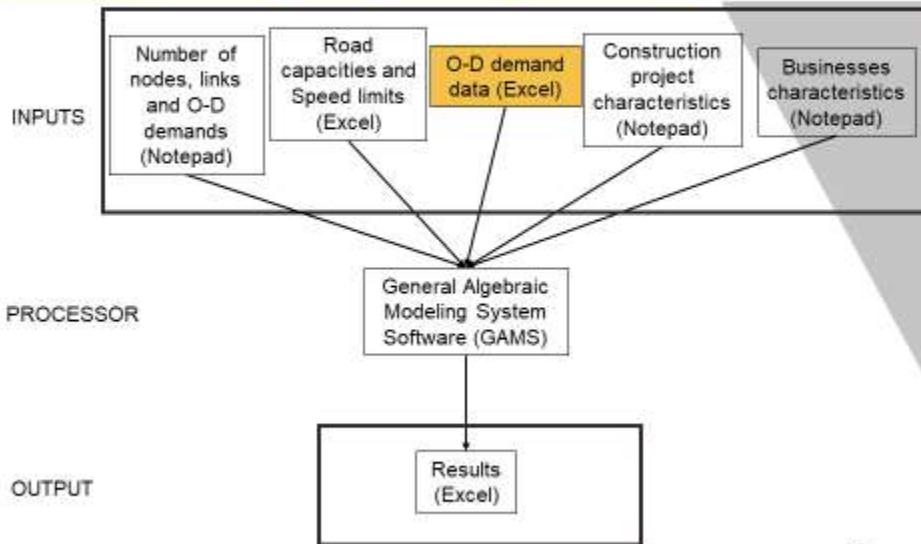 INPUTS
Number of
nodes, links
and O-D
demands
(Notepad)
Road
capacities and
Speed limits
(Excel)
O-D demand
data (Excel)
Construction
project
characteristics
(Notepad)
Businesses
characteristics
(Notepad)
PROCESSOR
General Algebraic
Modeling System
Software (GAMS)
OUTPUT
Results
(Excel)